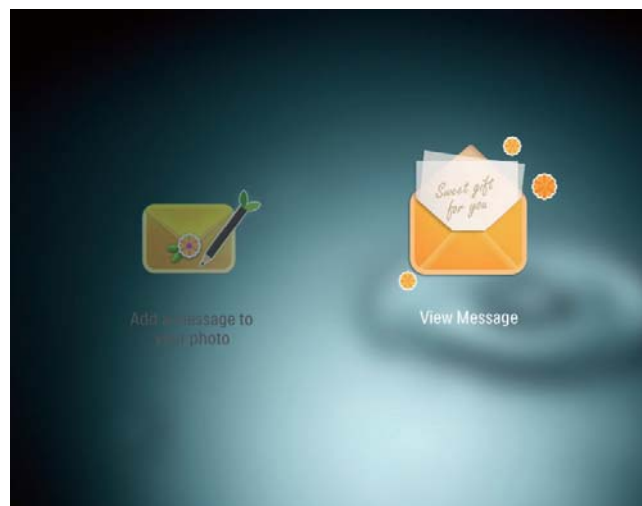 Sweet gift
for you
Add a message to
your photo
View Message